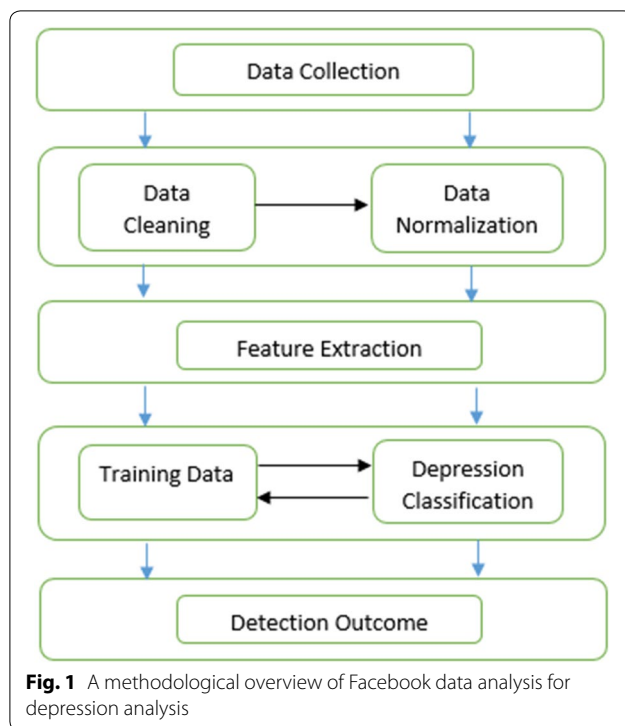 Data Collection
Data Cleaning
Data Normalization
Feature Extraction
Training Data
Depression Classification
Detection Outcome
Fig. 1 A methodological overview of Facebook data analysis for
depression analysis